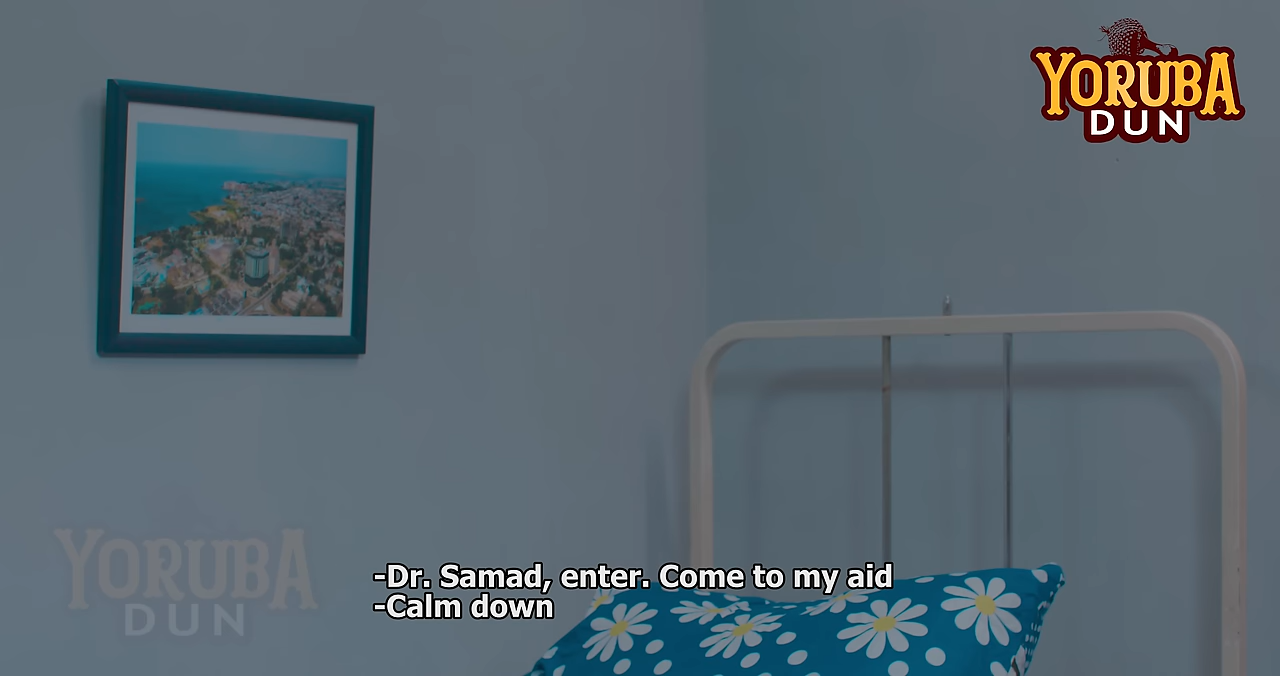 YORUBA
DUN
YORUBA
DUN
-Dr. Samad, enter. Come to my aid
-Calm down